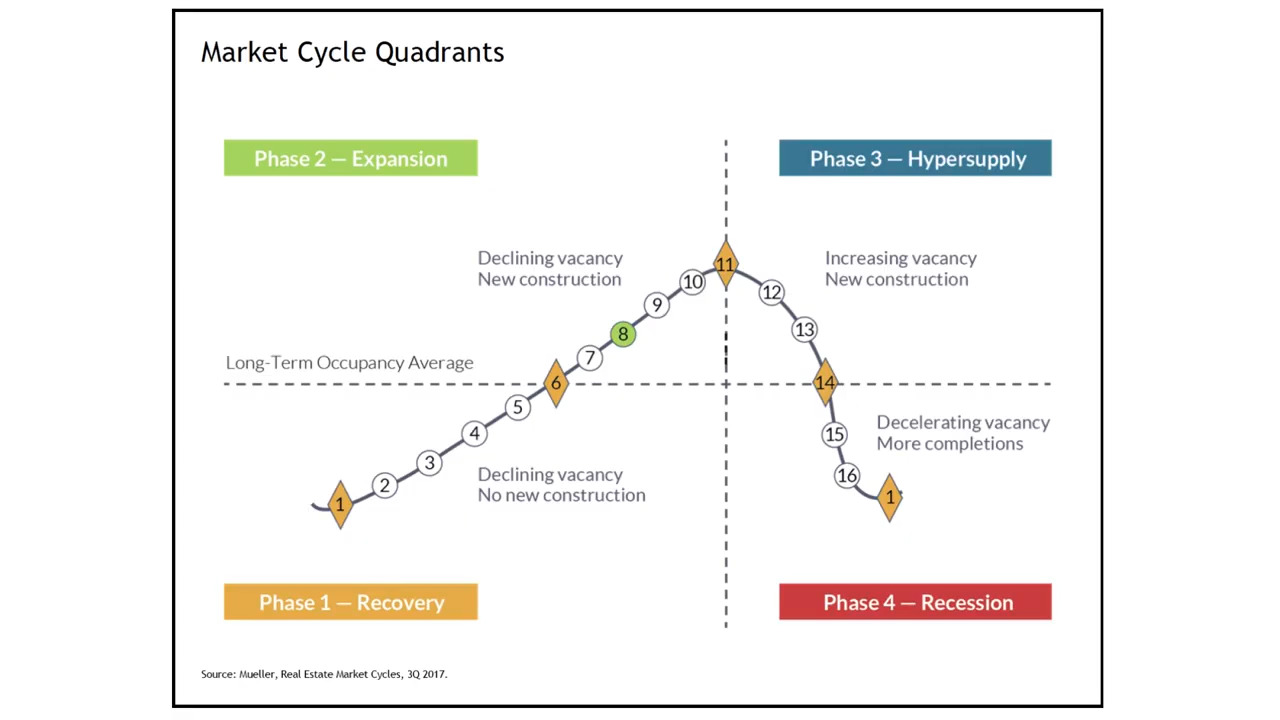 Market Cycle Quadrants
Phase 2 — Expansion
Phase 3 — Hypersupply
Declining vacancy
New construction
Increasing vacancy
New construction
11
10
12
9
13
8
7
Long-Term Occupancy Average
6
14
5
4
15
Decelerating vacancy
More completions
3
2
16
1
1
Declining vacancy
No new construction
Phase 1 — Recovery
Phase 4 — Recession
Source: Mueller, Real Estate Market Cycles, 3Q 2017.